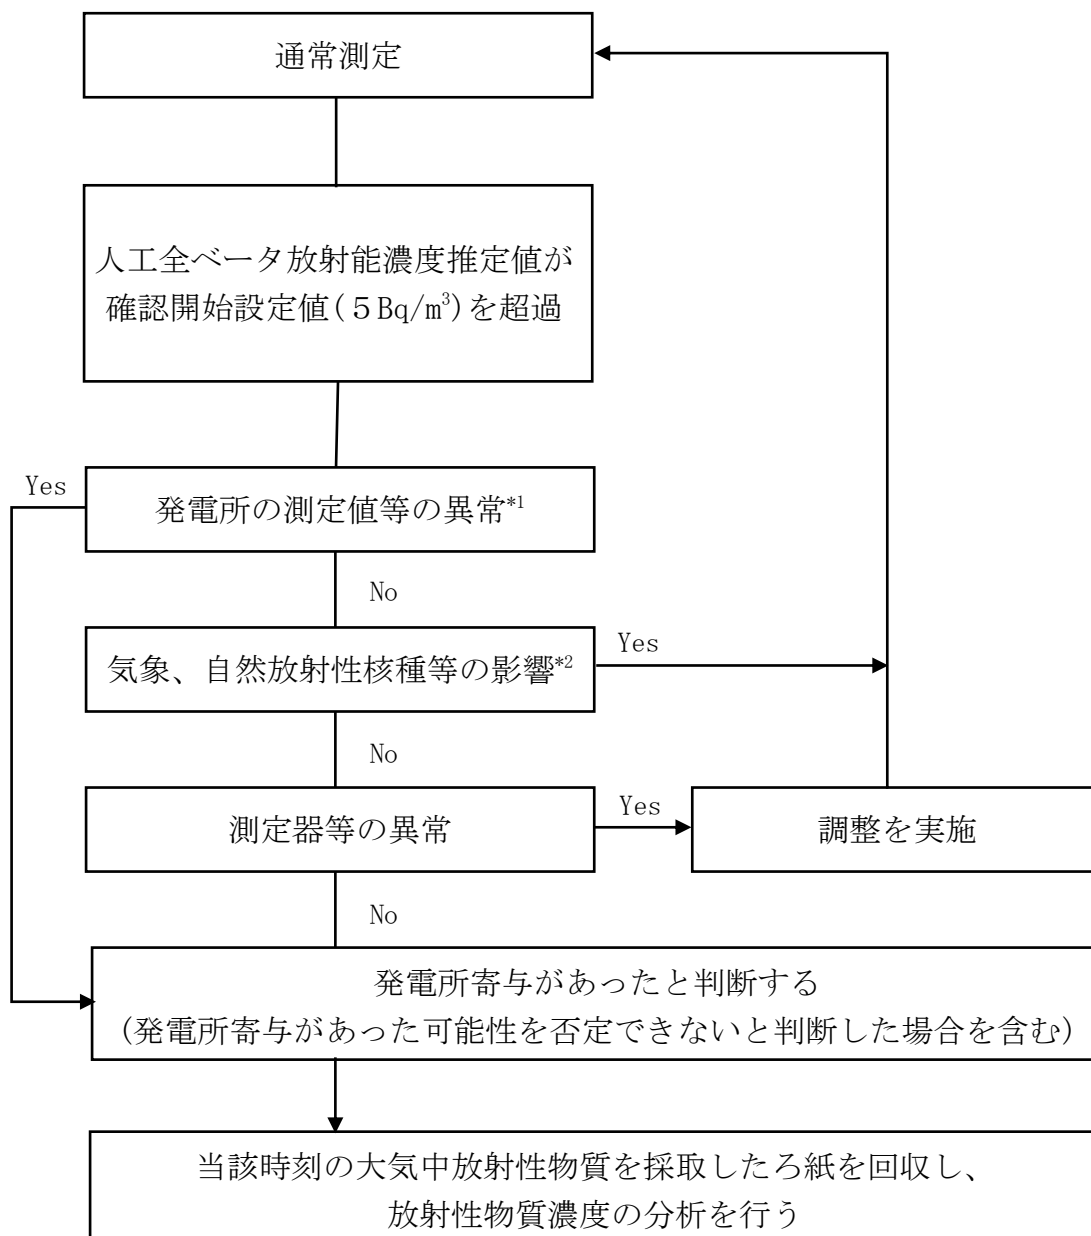 通常測定
人工全ベータ放射能濃度推定値が
確認開始設定値(５Bq/m³)を超過
Yes
発電所の測定値等の異常*1
No
気象、自然放射性核種等の影響*2
Yes
No
測定器等の異常
Yes
調整を実施
No
発電所寄与があったと判断する
(発電所寄与があった可能性を否定できないと判断した場合を含む)
当該時刻の大気中放射性物質を採取したろ紙を回収し、
放射性物質濃度の分析を行う